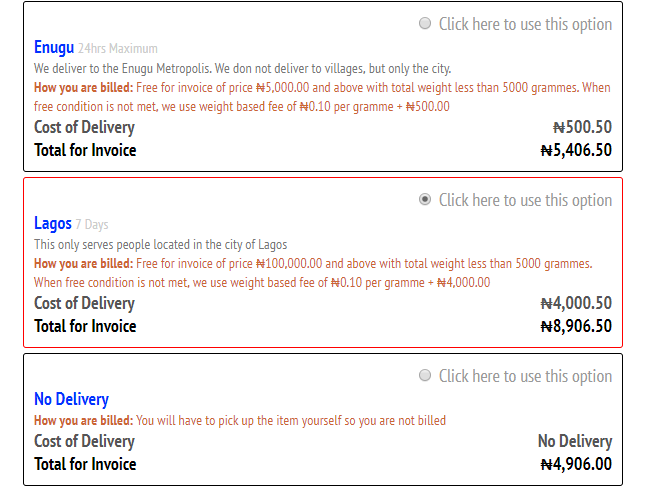 Click here to use this option
Enugu 24hrs Maximum
We deliver to the Enugu Metropolis. We don not deliver to villages, but only the city.
How you are billed: Free for invoice of price ₦5,000.00 and above with total weight less than 5000 grammes. When
free condition is not met, we use weight based fee of ₦0.10 per gramme + ₦500.00
Cost of Delivery ₦500.50
Total for Invoice ₦5,406.50
Click here to use this option
Lagos 7 Days
This only serves people located in the city of Lagos
How you are billed: Free for invoice of price ₦100,000.00 and above with total weight less than 5000 grammes.
When free condition is not met, we use weight based fee of ₦0.10 per gramme + ₦4,000.00
Cost of Delivery ₦4,000.50
Total for Invoice ₦8,906.50
Click here to use this option
No Delivery
How you are billed: You will have to pick up the item yourself so you are not billed
Cost of Delivery No Delivery
Total for Invoice ₦4,906.00